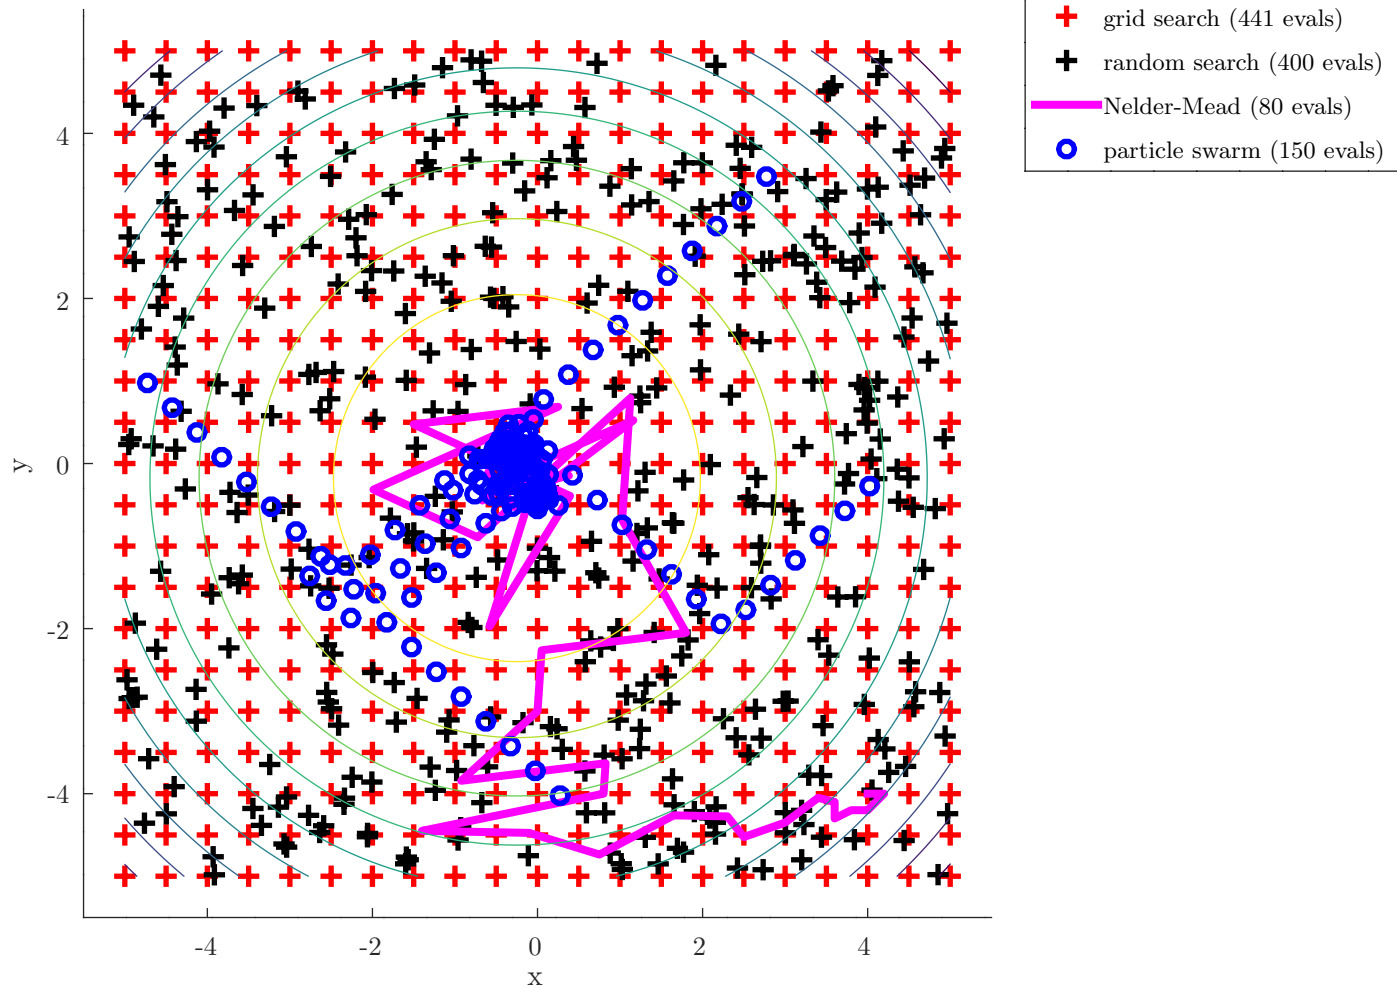 grid search (441 evals)
random search (400 evals)
Nelder-Mead (80 evals)
particle swarm (150 evals)
4
2
0
-2
-4
y
-4
-2
0
2
4
x